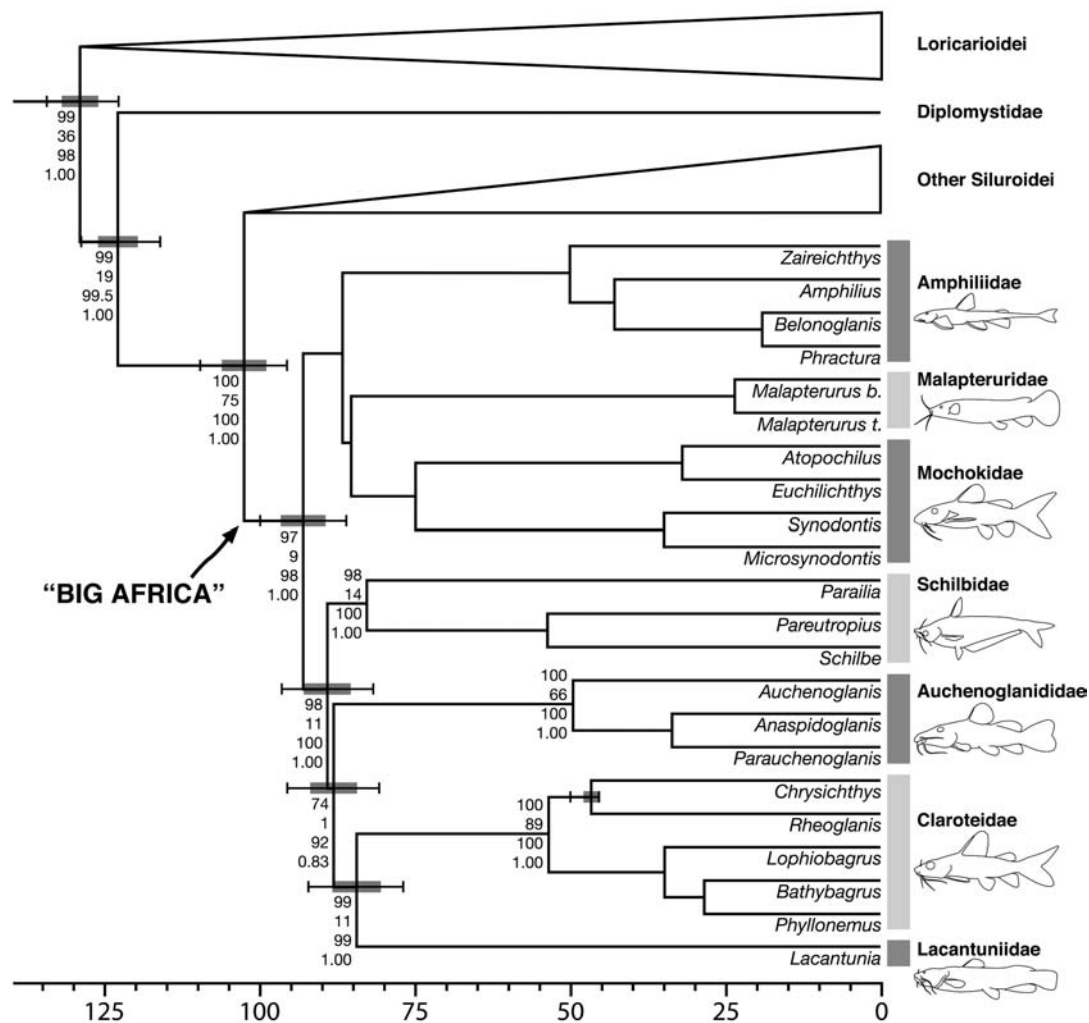 Loricarioidei
99
36
98
1.00
Diplomystidae
Other Siluroidei
99
19
99.5
1.00
Zaireichthys
Amphilius
Belonoglanis
Phractura
Amphiliidae
100
75
100
1.00
Malapterurus b.
Malapterurus t.
Malapteruridae
Atopochilus
Euchilichthys
Synodontis
Microsynodontis
Mochokidae
"BIG AFRICA"
97
9
98
1.00
98
14
100
1.00
Parailia
Pareutropius
Schilbe
Schilbidae
98
11
100
1.00
100
66
100
1.00
Auchenoglanis
Anaspidoglanis
Parauchenoglanis
Auchenoglanididae
74
1
92
0.83
100
89
100
1.00
Chrysichthys
Rheoglanis
Lophiobagrus
Bathybagrus
Phyllonemus
Claroteidae
99
11
99
1.00
Lacantunia
Lacantuniidae
125 100 75 50 25 0